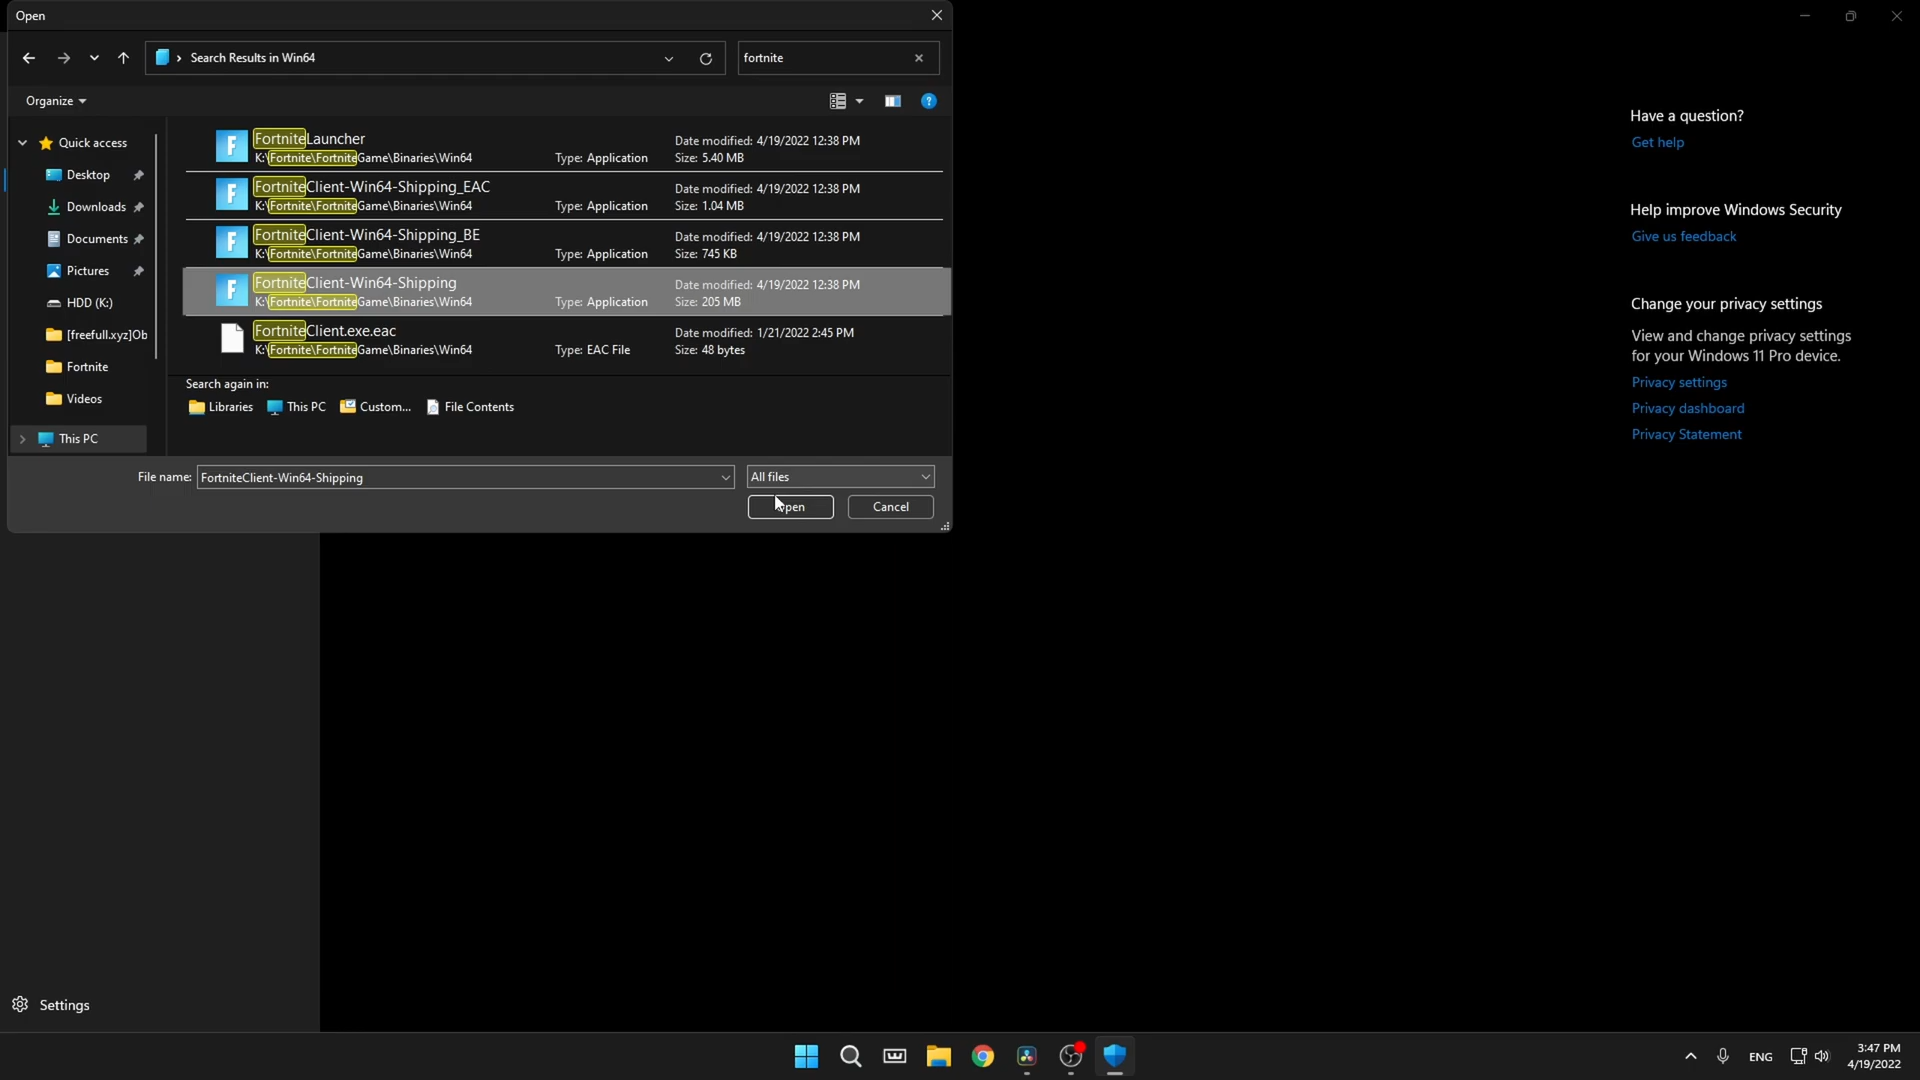 Open
Search Results in Win64
fortnite
Organize
Quick access
Desktop
Downloads
Documents
Pictures
HDD (K:)
[freefull.xyz]Ob
Fortnite
Videos
This PC
FortniteLauncher
Date modified: 4/19/2022 12:38 PM
K:\Fortnite\FortniteGame\Binaries\Win64
Type: Application
Size: 5.40 MB
FortniteClient-Win64-Shipping_EAC
Date modified: 4/19/2022 12:38 PM
K:\Fortnite\FortniteGame\Binaries\Win64
Type: Application
Size: 1.04 MB
FortniteClient-Win64-Shipping_BE
Date modified: 4/19/2022 12:38 PM
K:\Fortnite\FortniteGame\Binaries\Win64
Type: Application
Size: 745 KB
FortniteClient-Win64-Shipping
Date modified: 4/19/2022 12:38 PM
K:\Fortnite\FortniteGame\Binaries\Win64
Type: Application
Size: 205 MB
FortniteClient.exe.eac
Date modified: 1/21/2022 2:45 PM
K:\Fortnite\FortniteGame\Binaries\Win64
Type: EAC File
Size: 48 bytes
Search again in:
Libraries
This PC
Custom...
File Contents
File name:
FortniteClient-Win64-Shipping
All files
Open
Cancel
Have a question?
Get help
Help improve Windows Security
Give us feedback
Change your privacy settings
View and change privacy settings
for your Windows 11 Pro device.
Privacy settings
Privacy dashboard
Privacy Statement
Settings
ENG
3:47 PM
4/19/2022